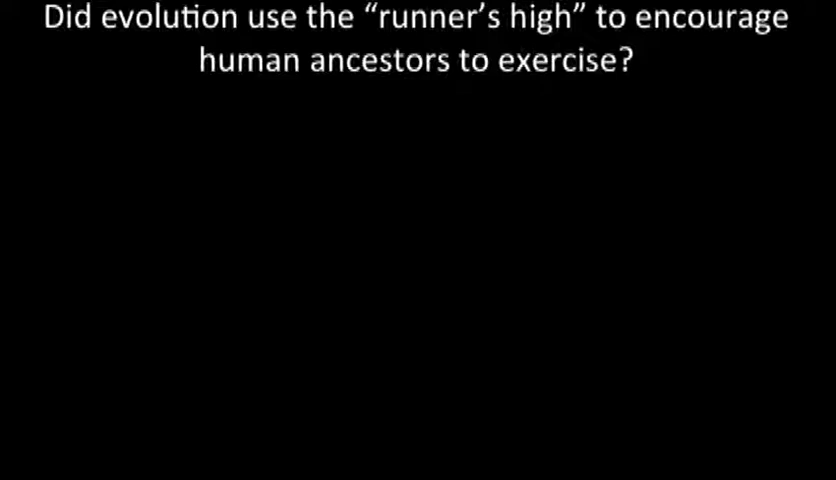 Did evolution use the “runner’s high” to encourage
human ancestors to exercise?